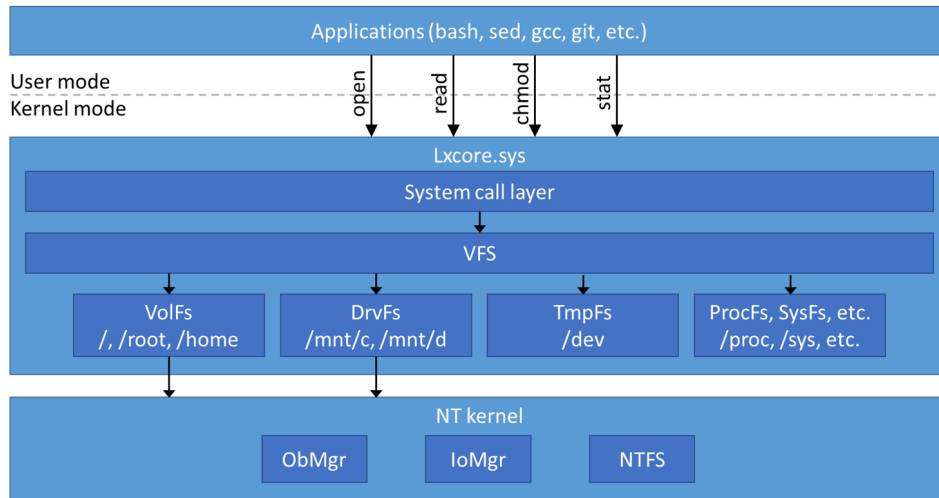 Applications (bash, sed, gcc, git, etc.)
User mode
Kernel mode
open
read
chmod
stat
Lxcore.sys
System call layer
VFS
VolFs
/, /root, /home
DrvFs
/mnt/c, /mnt/d
TmpFs
/dev
ProcFs, SysFs, etc.
/proc, /sys, etc.
NT kernel
ObMgr
IoMgr
NTFS